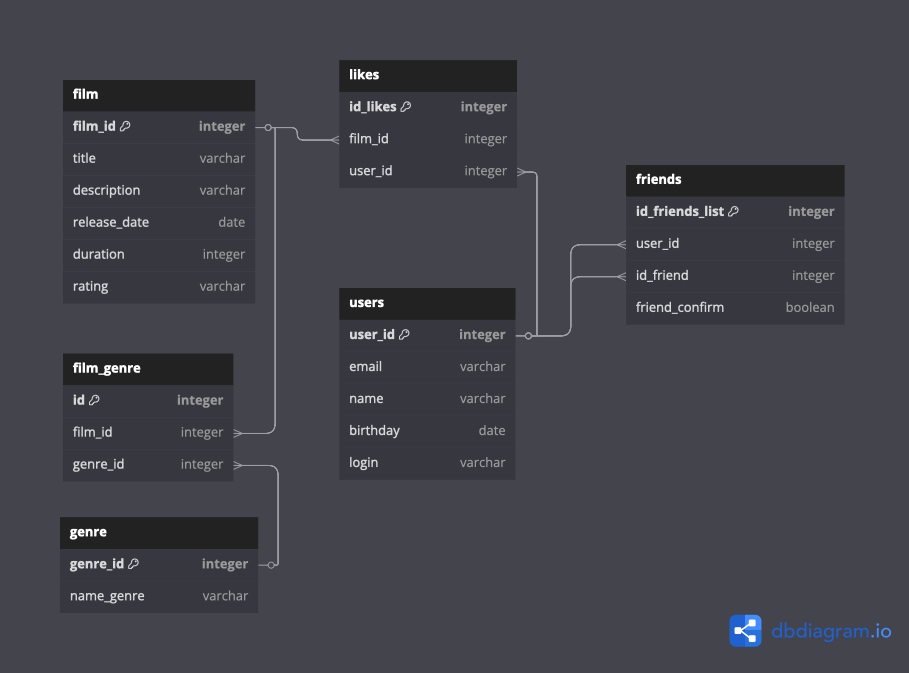 film
film_id integer
title varchar
description varchar
release_date date
duration integer
rating varchar
likes
id_likes integer
film_id integer
user_id integer
friends
id_friends_list integer
user_id integer
id_friend integer
friend_confirm boolean
users
user_id integer
email varchar
name varchar
birthday date
login varchar
film_genre
id integer
film_id integer
genre_id integer
genre
genre_id integer
name_genre varchar
dbdiagram.io